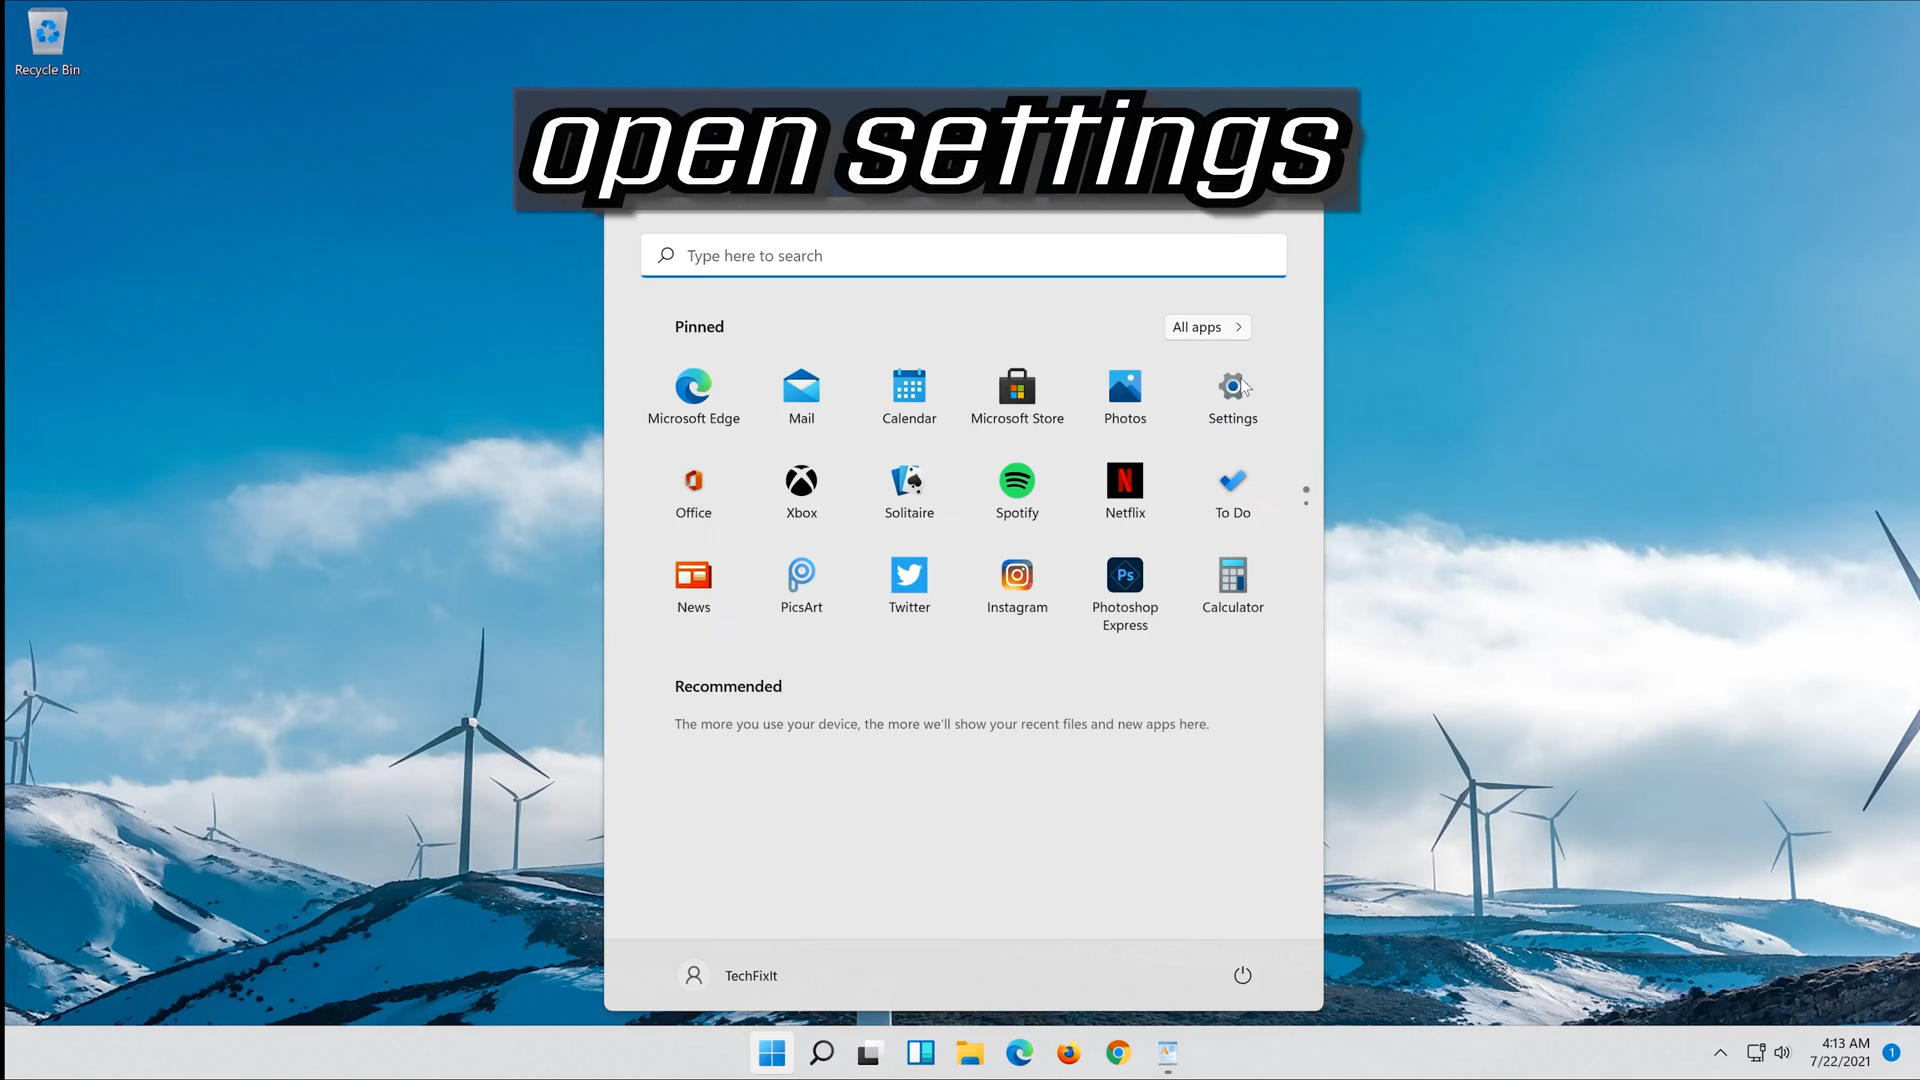 Recycle Bin
open settings
Type here to search
Pinned
All apps
Microsoft Edge
Mail
Calendar
Microsoft Store
Photos
Settings
Office
Xbox
Solitaire
Spotify
Netflix
To Do
News
PicsArt
Twitter
Instagram
Photoshop
Express
Calculator
Recommended
The more you use your device, the more we'll show your recent files and new apps here.
TechFixIt
4:13 AM
7/22/2021
1